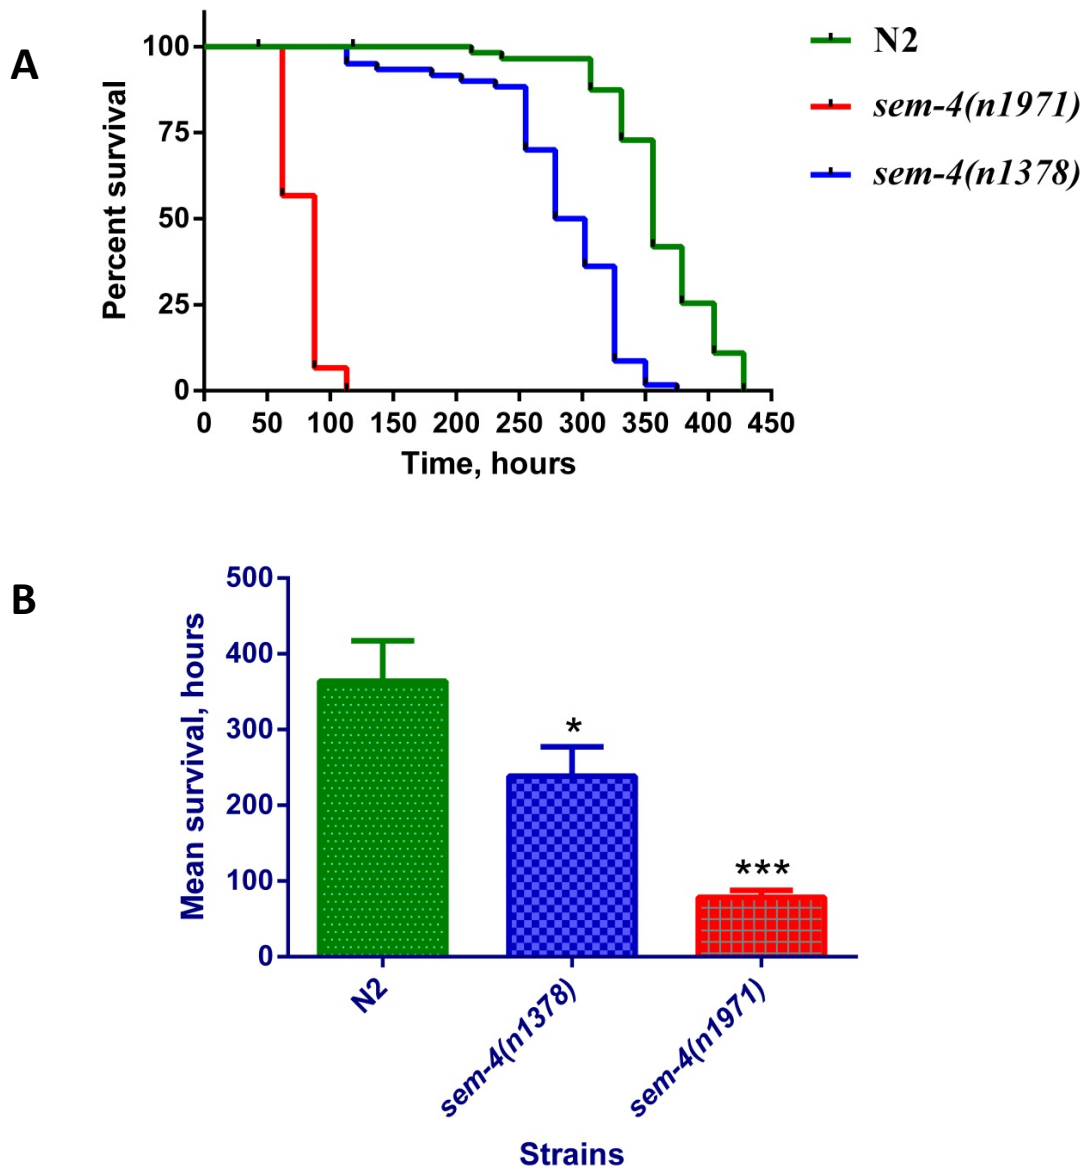 A
Percent survival
100
75
50
25
0
0 50 100 150 200 250 300 350 400 450
Time, hours
N2
sem-4(n1971)
sem-4(n1378)
B
Mean survival, hours
500
400
300
200
100
0
*
***
N2
sem-4(n1378)
sem-4(n1971)
Strains